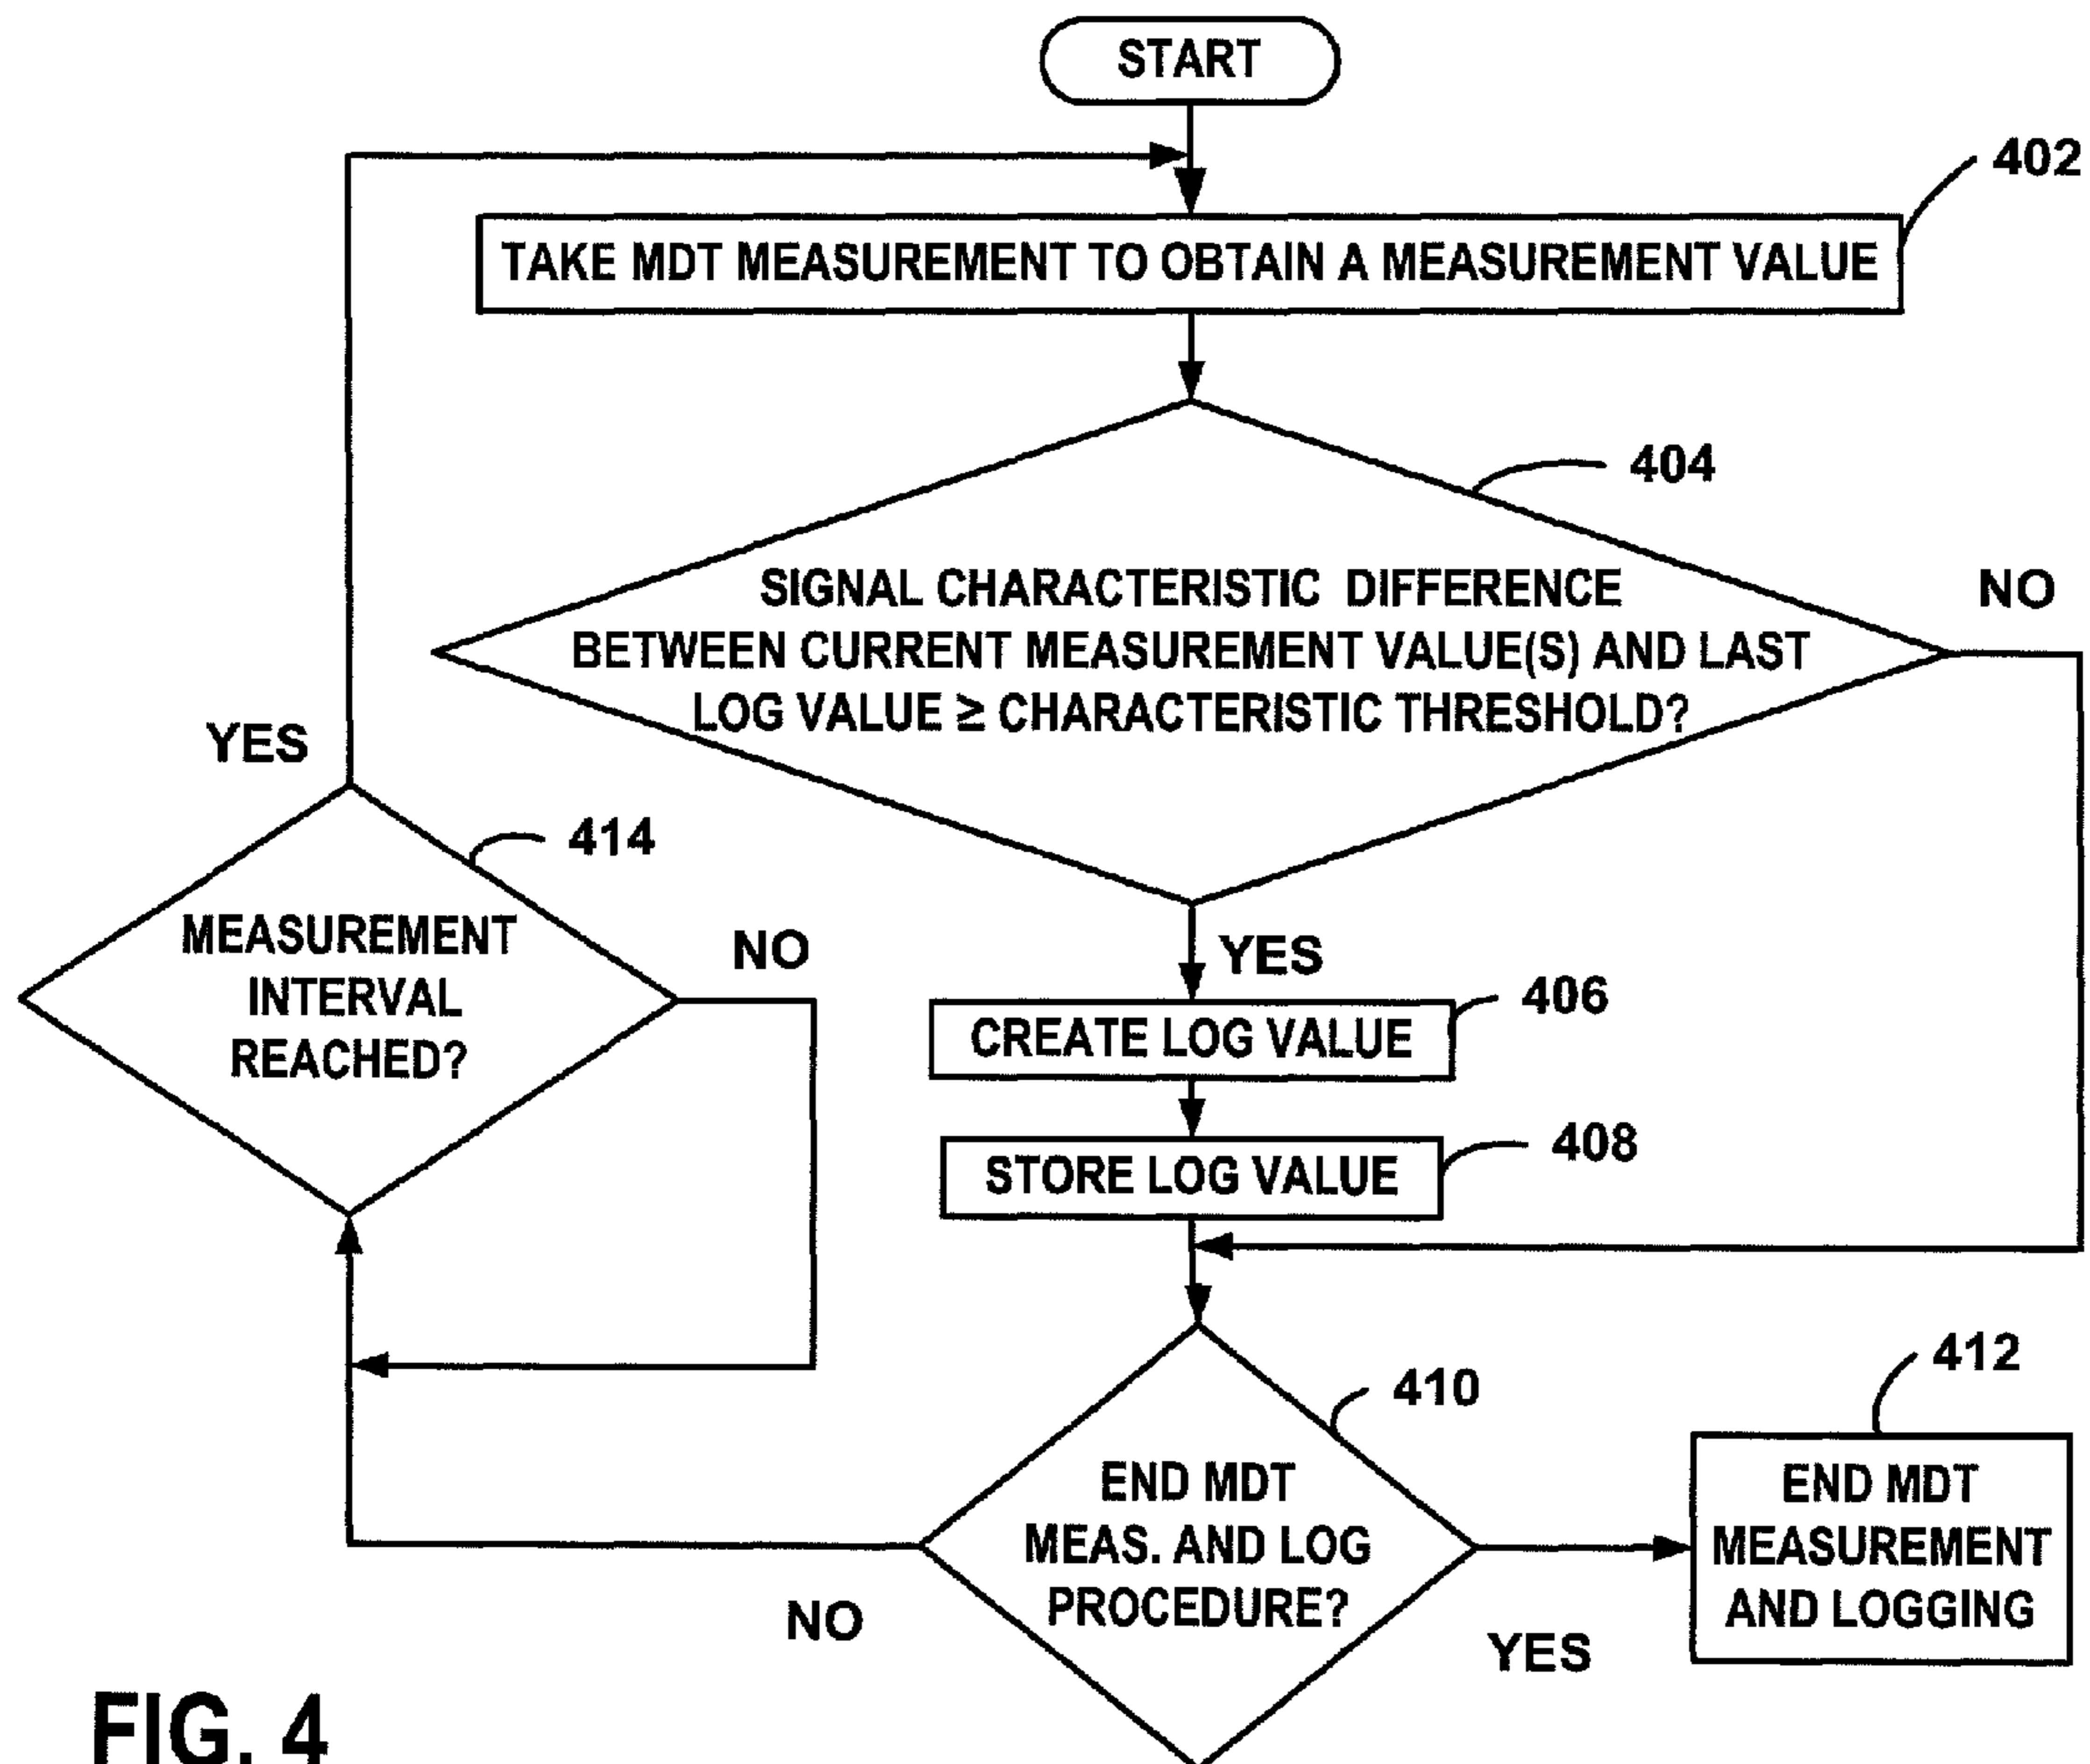 START
402
TAKE MDT MEASUREMENT TO OBTAIN A MEASUREMENT VALUE
404
SIGNAL CHARACTERISTIC DIFFERENCE
BETWEEN CURRENT MEASUREMENT VALUE(S) AND LAST
LOG VALUE ≥ CHARACTERISTIC THRESHOLD?
NO
YES
414
MEASUREMENT
INTERVAL
REACHED?
NO
YES
406
CREATE LOG VALUE
408
STORE LOG VALUE
410
END MDT
MEAS. AND LOG
PROCEDURE?
NO
YES
412
END MDT
MEASUREMENT
AND LOGGING
FIG. 4